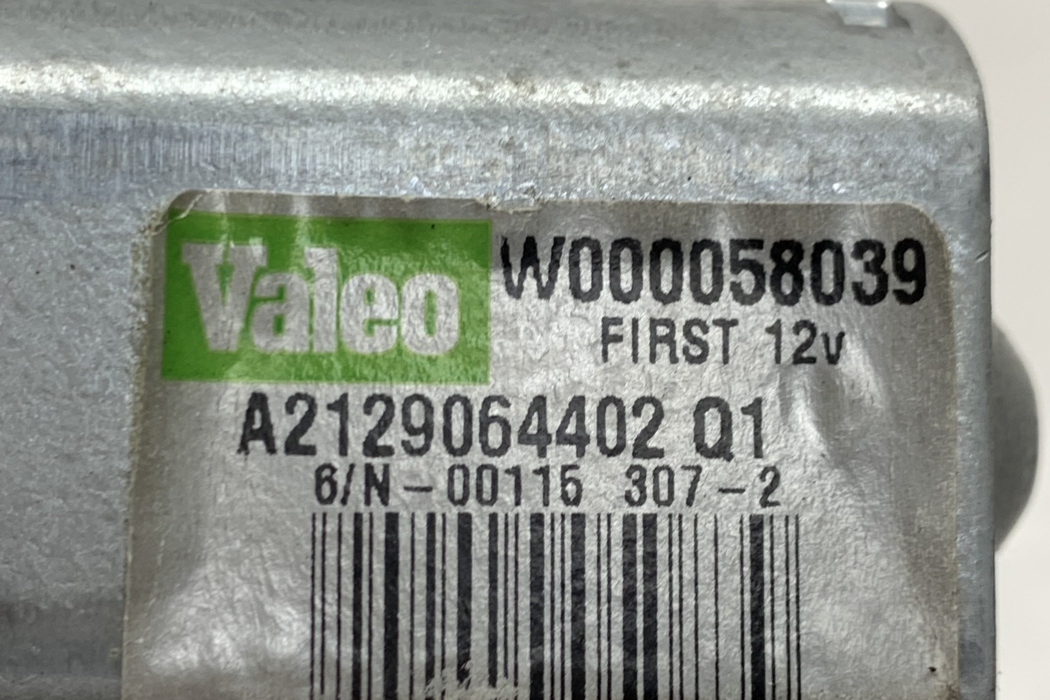 Valeo
W000058039
FIRST 12v
A2129064402 Q1
6/N-00115 307-2